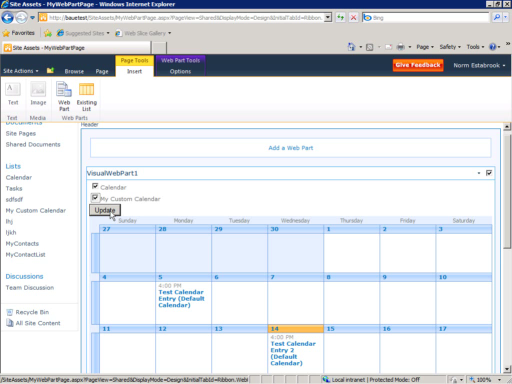 Site Assets - MyWebPartPage - Windows Internet Explorer
http://bauetest/SiteAssets/MyWebPartPage.aspx?PageView=Shared&DisplayMode=Design&InitialTabId=Ribbon.
Bing
Favorites
Suggested Sites
Web Slice Gallery
Site Assets - MyWebPartPage
Page
Safety
Tools
Page Tools
Web Part Tools
Give Feedback
Norm Estabrook
Site Actions
Browse
Page
Insert
Options
Text
Image
Web Part
Existing List
Text
Media
Web Parts
Documents
Site Pages
Shared Documents
Lists
Calendar
Tasks
sdfsdf
My Custom Calendar
lhj
ljkh
MyContacts
MyContactList
Discussions
Team Discussion
Recycle Bin
All Site Content
Header
Add a Web Part
VisualWebPart1
Calendar
My Custom Calendar
Update
Sunday Monday Tuesday Wednesday Thursday Friday Saturday
27 28 29 30 1 2 3
4 5 6 7 8 9 10
4:00 PM
Test Calendar
Entry (Default
Calendar)
11 12 13 14 15 16 17
4:00 PM
Test Calendar
Entry 2
(Default
Calendar)
/SiteAssets/MyWebPartPage.aspx?PageView=Shared&DisplayMode=Design&InitialTabId=Ribbon.WebI
Local intranet | Protected Mode: Off
100%